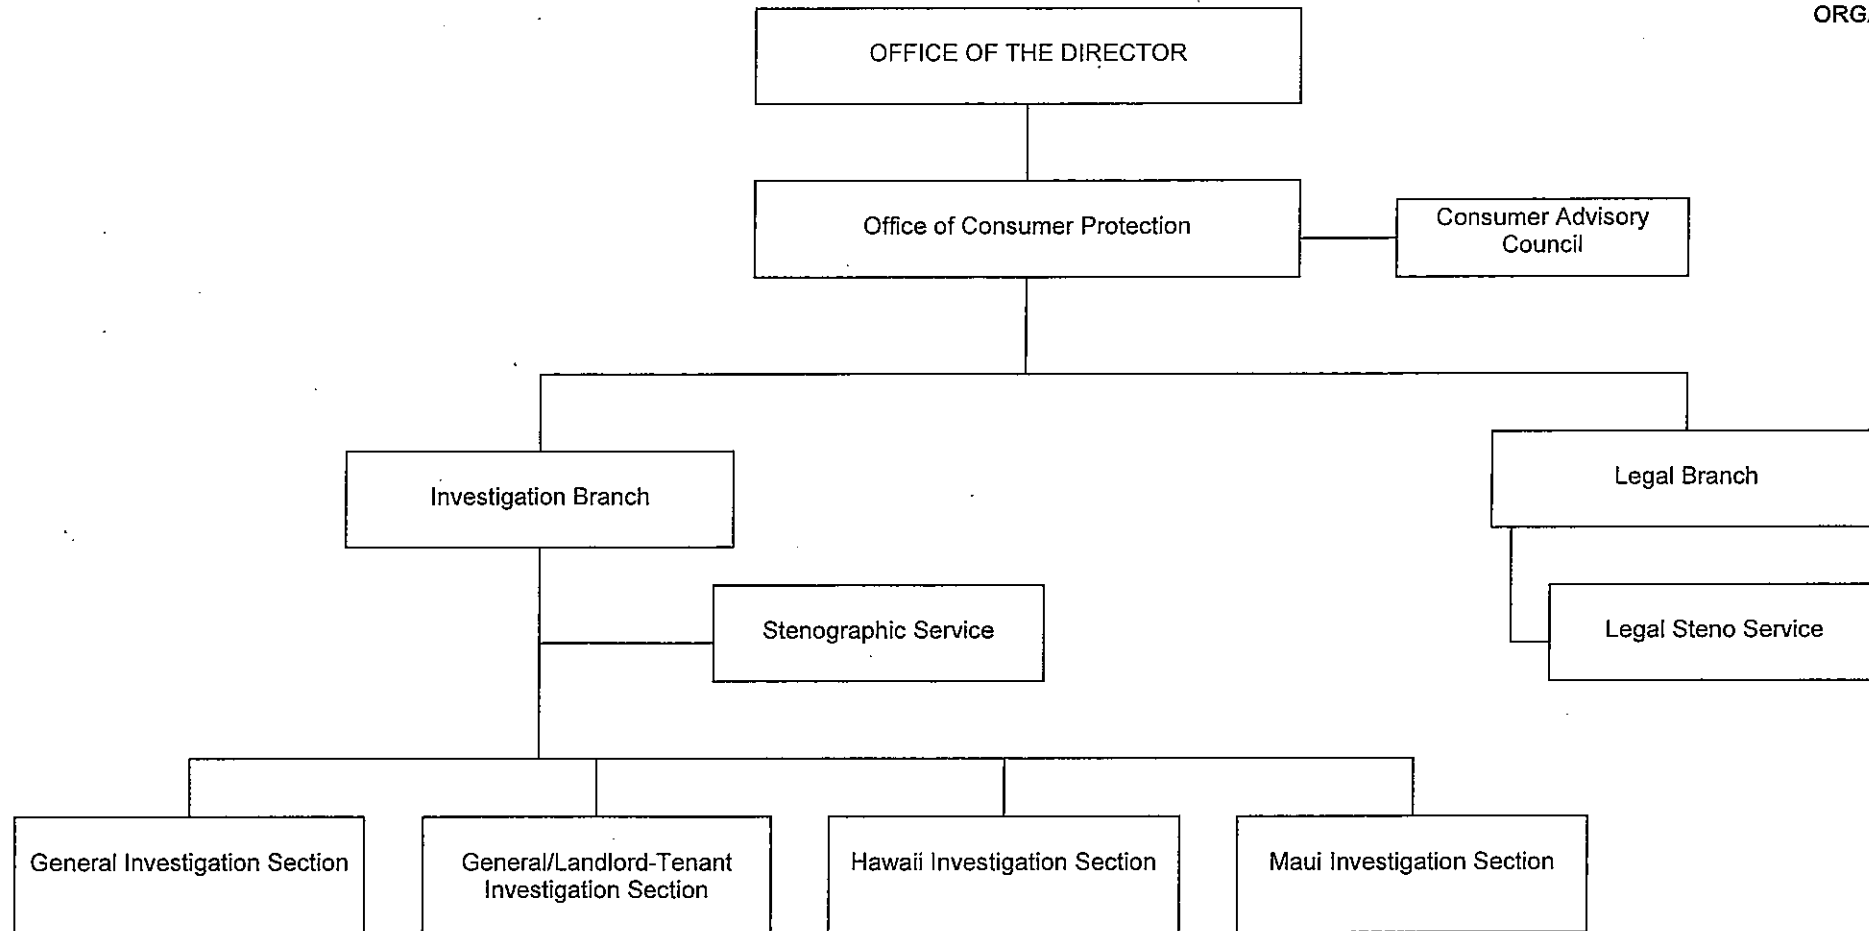 ORGA
OFFICE OF THE DIRECTOR
Office of Consumer Protection
Consumer Advisory
Council
Investigation Branch
Legal Branch
Stenographic Service
Legal Steno Service
General Investigation Section
General/Landlord-Tenant
Investigation Section
Hawaii Investigation Section
Maui Investigation Section